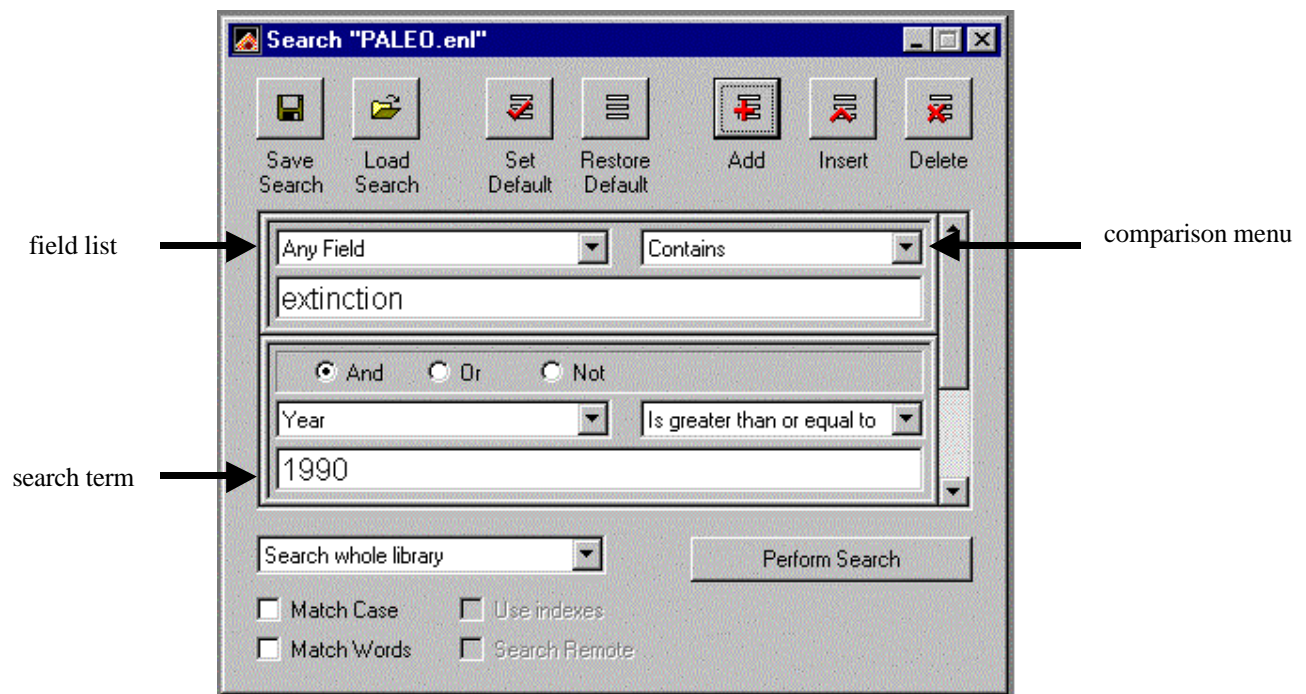 Search "PALEO.enl"
Save Search
Load Search
Set Default
Restore Default
Add
Insert
Delete
field list
Any Field
Contains
comparison menu
extinction
And
Or
Not
Year
Is greater than or equal to
search term
1990
Search whole library
Perform Search
Match Case
Use indexes
Match Words
Search Remote